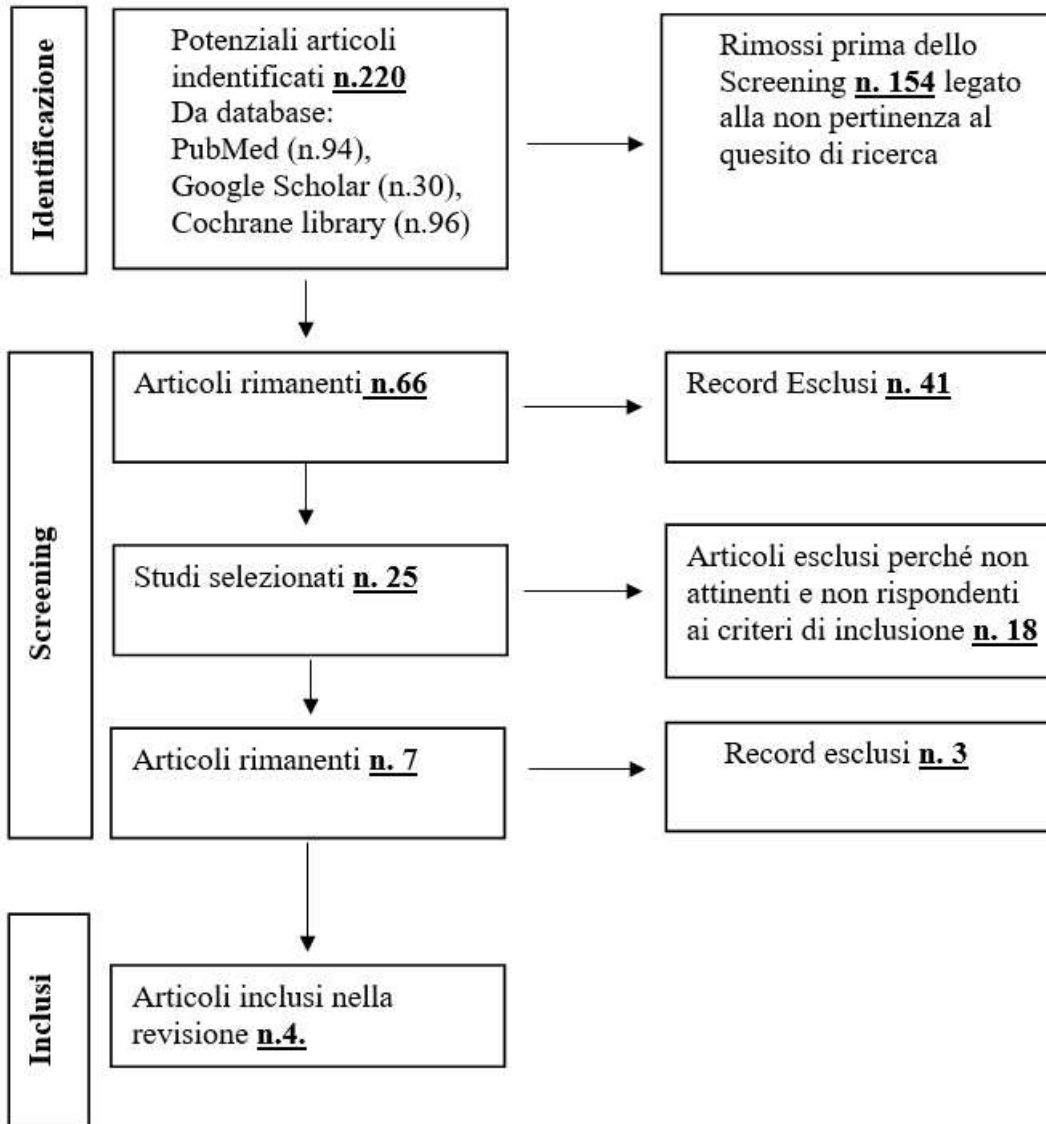 Identificazione
Potenziali articoli
indentificati n.220
Da database:
PubMed (n.94),
Google Scholar (n.30),
Cochrane library (n.96)
Rimossi prima dello
Screening n. 154 legato
alla non pertinenza al
quesito di ricerca
Screening
Articoli rimanenti n.66
Record Esclusi n. 41
Studi selezionati n. 25
Articoli esclusi perché non
attinenti e non rispondenti
ai criteri di inclusione n. 18
Articoli rimanenti n. 7
Record esclusi n. 3
Inclusi
Articoli inclusi nella
revisione n.4.